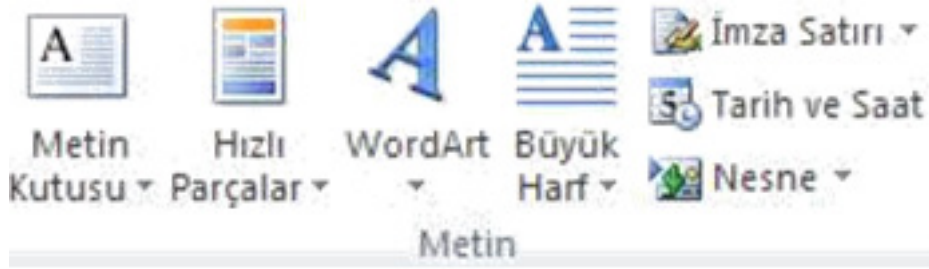 Metin Kutusu
Hızlı Parçalar
WordArt
Büyük Harf
İmza Satırı
Tarih ve Saat
Nesne
Metin